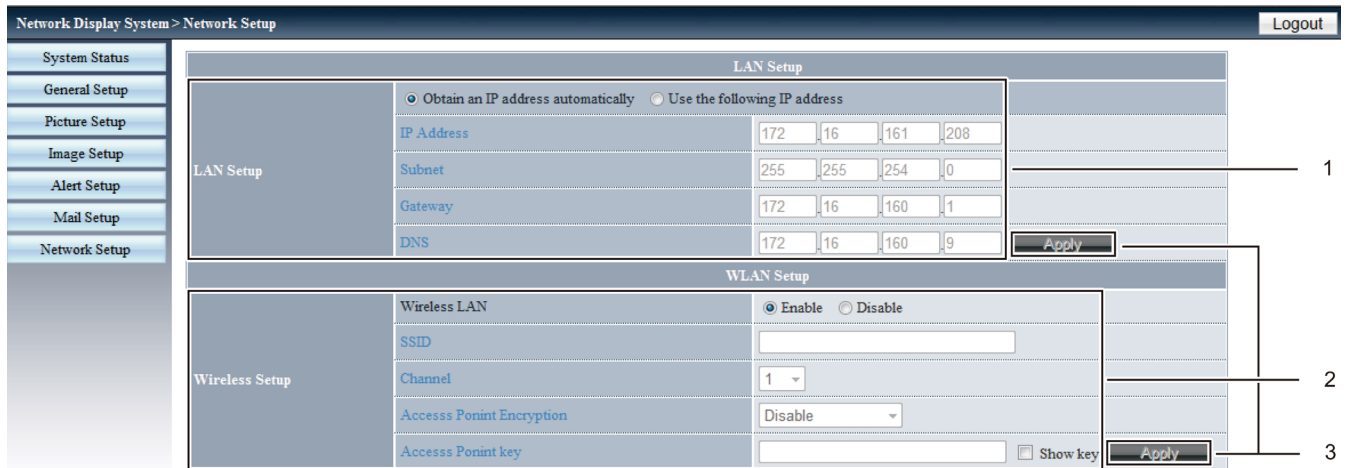 Network Display System > Network Setup
Logout
System Status
General Setup
Picture Setup
Image Setup
Alert Setup
Mail Setup
Network Setup
LAN Setup
LAN Setup
Obtain an IP address automatically Use the following IP address
IP Address 172 . 16 . 161 . 208
Subnet 255 . 255 . 254 . 0
Gateway 172 . 16 . 160 . 1
DNS 172 . 16 . 160 . 9 Apply
1
WLAN Setup
Wireless Setup
Wireless LAN Enable Disable
SSID
Channel 1
Accesss Ponint Encryption Disable
Accesss Ponint key Show key Apply
2
3